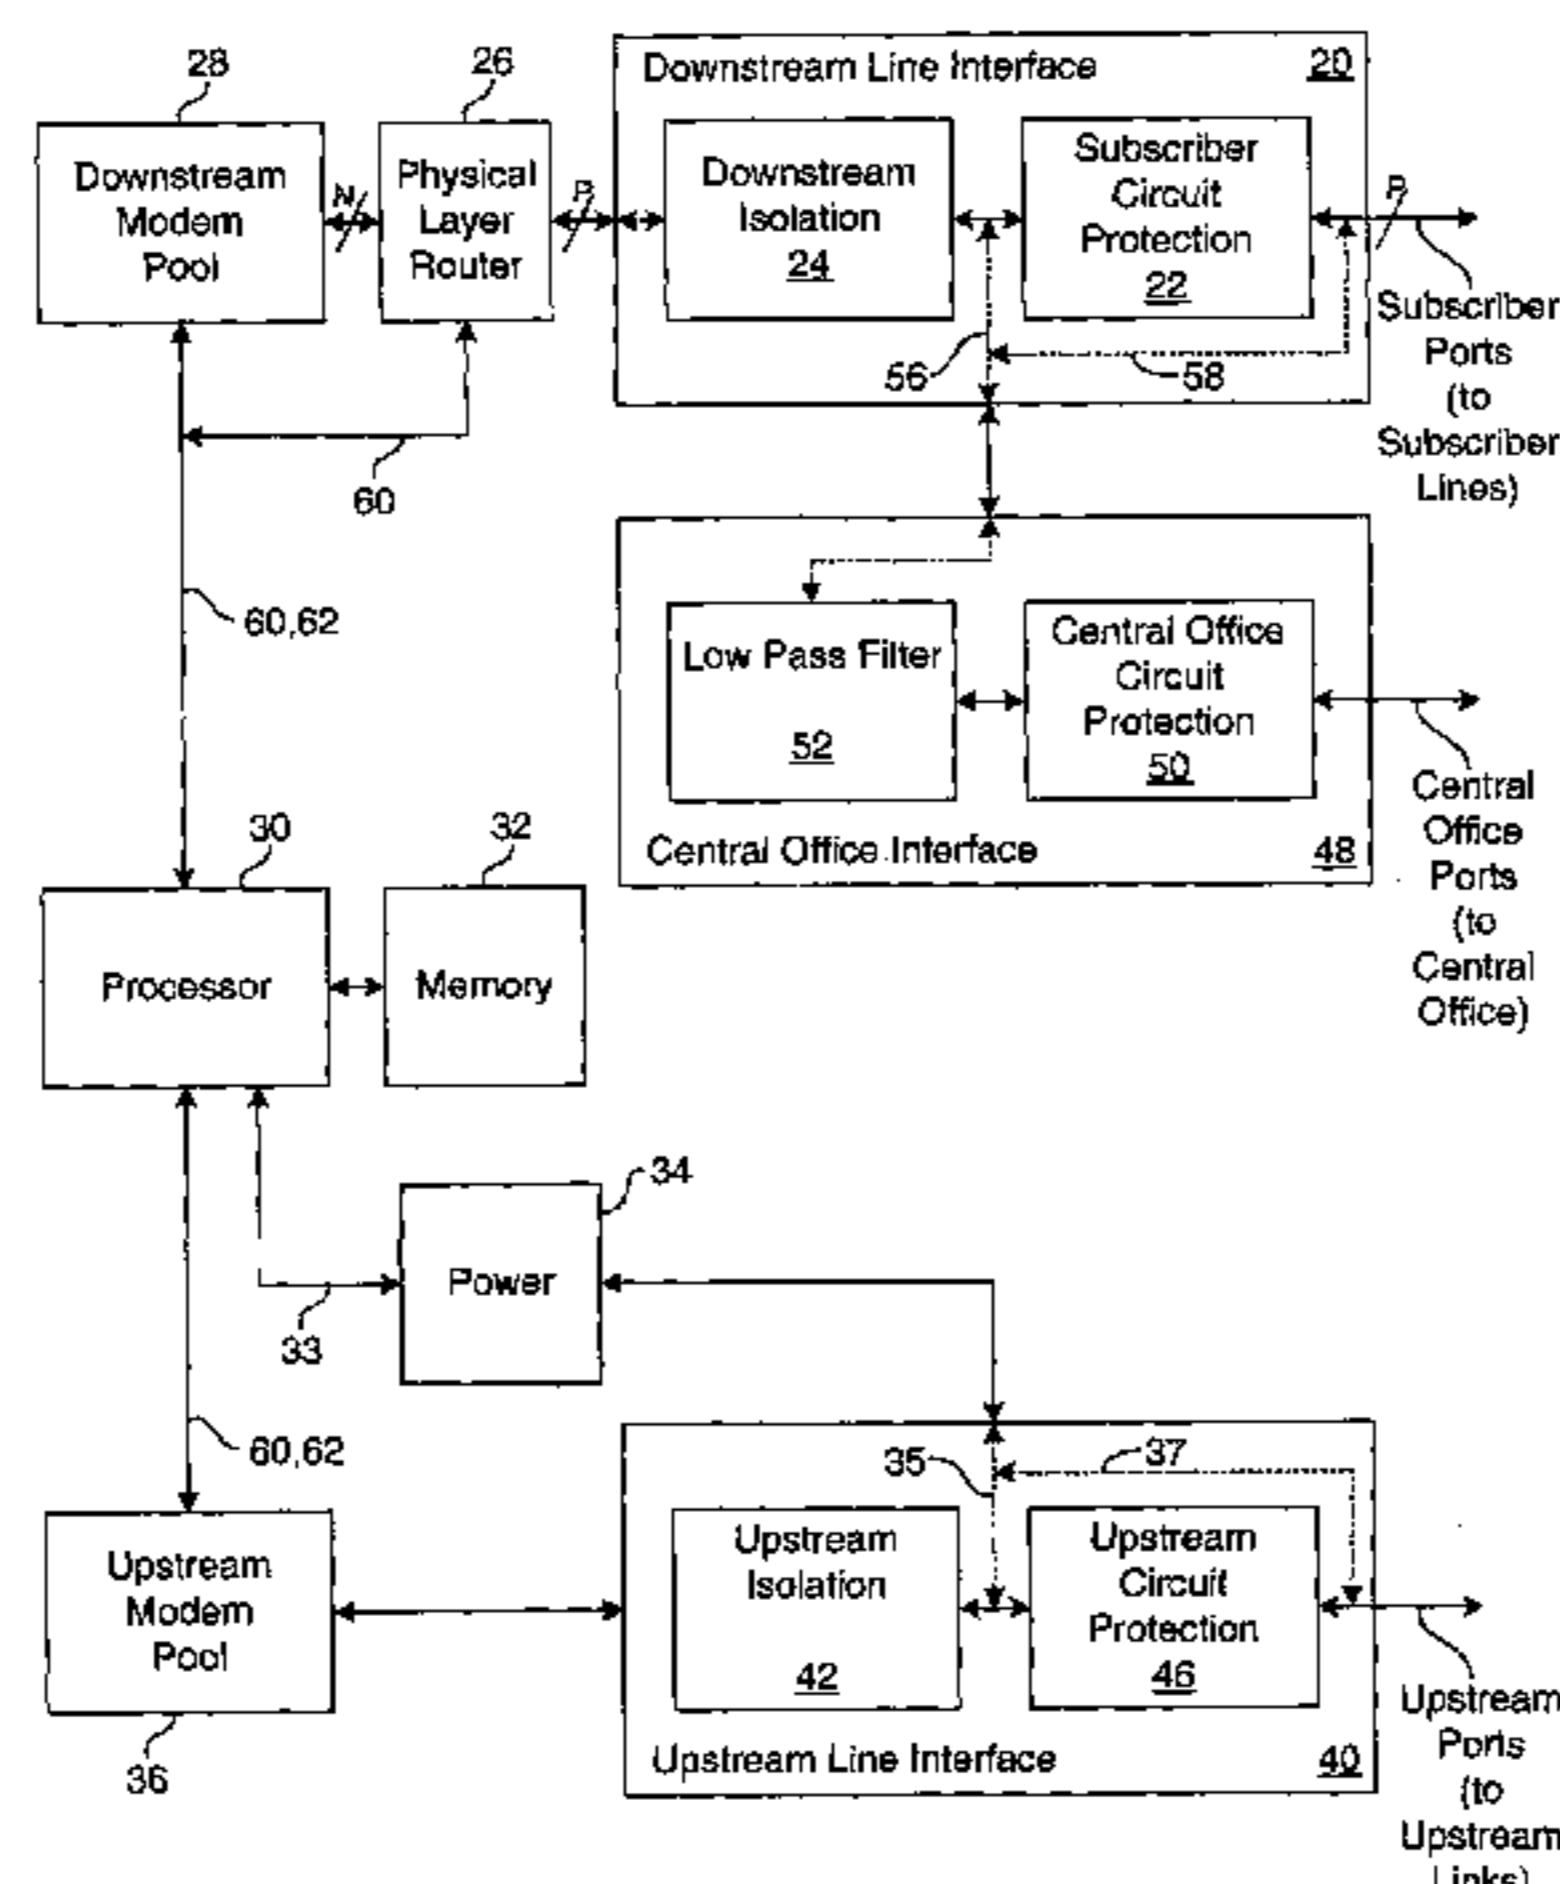 28
26
Downstream Line Interface
20
Downstream
Modem
Pool
N
Physical
Layer
Router
P
Downstream
Isolation
24
Subscriber
Circuit
Protection
22
P
Subscriber
Ports
(to
Subscriber
Lines)
56
58
60
60,62
Low Pass Filter
52
Central Office
Circuit
Protection
50
Central Office Interface
48
Central
Office
Ports
(to
Central
Office)
30
32
Processor
Memory
34
Power
33
60,62
35
37
Upstream
Modem
Pool
36
Upstream
Isolation
42
Upstream
Circuit
Protection
46
Upstream Line Interface
40
Upstream
Ports
(to
Upstream
Links)